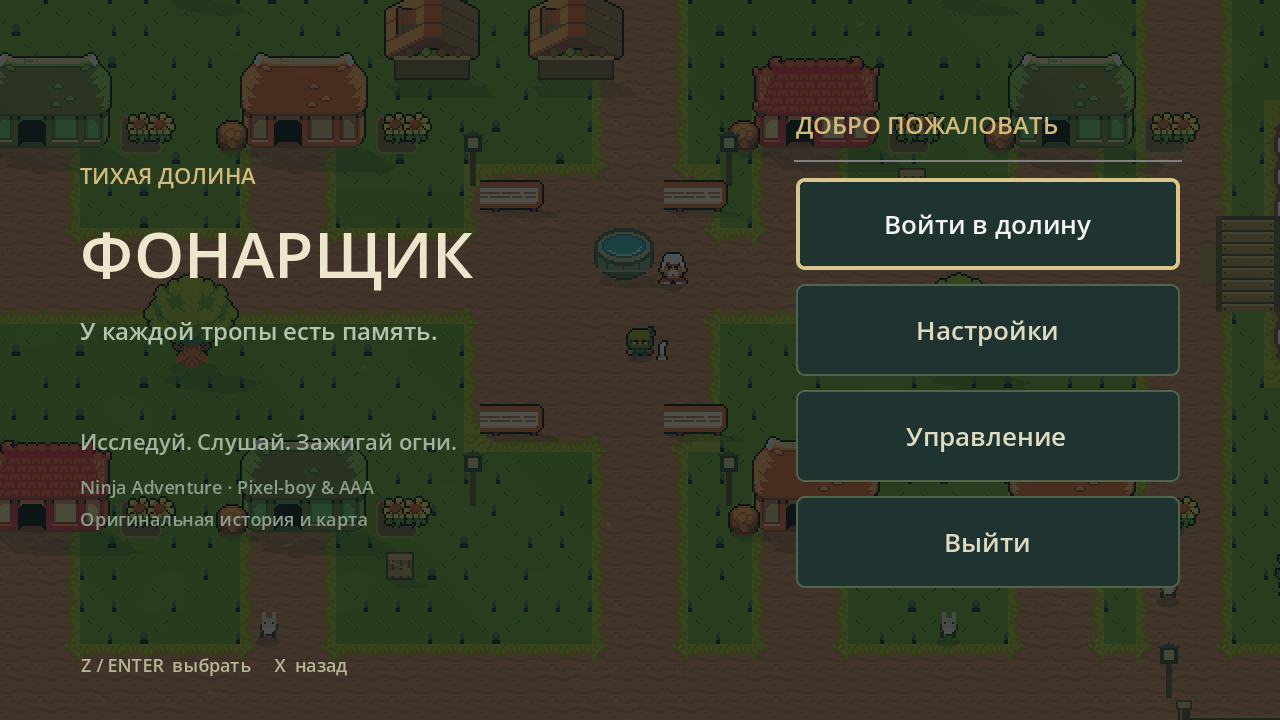 ТИХАЯ ДОЛИНА
ФОНАРЩИК
У каждой тропы есть память.
Исследуй. Слушай. Зажигай огни.
Ninja Adventure · Pixel-boy & AAA
Оригинальная история и карта
Z / ENTER выбрать X назад
ДОБРО ПОЖАЛОВАТЬ
Войти в долину
Настройки
Управление
Выйти